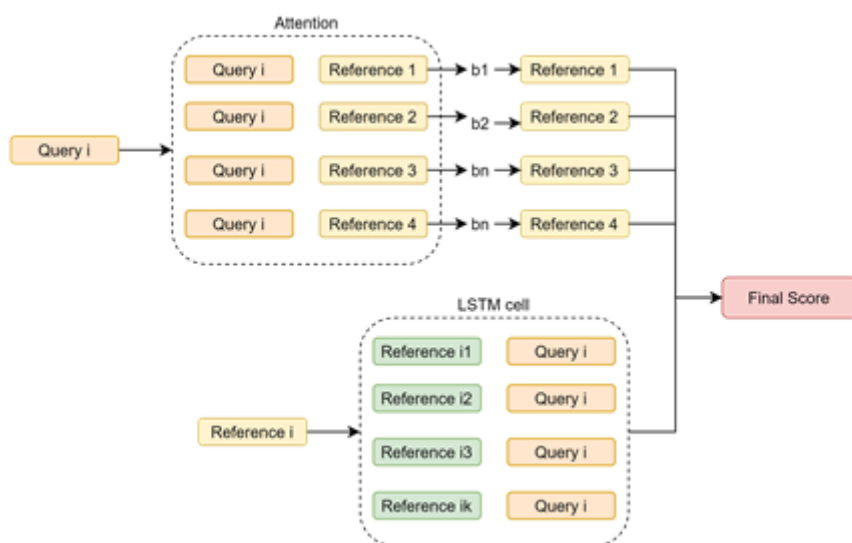 Attention
Query i Reference 1 b1 Reference 1
Query i Reference 2 b2 Reference 2
Query i
Query i Reference 3 bn Reference 3
Query i Reference 4 bn Reference 4
Final Score
LSTM cell
Reference i1 Query i
Reference i2 Query i
Reference i
Reference i3 Query i
Reference ik Query i